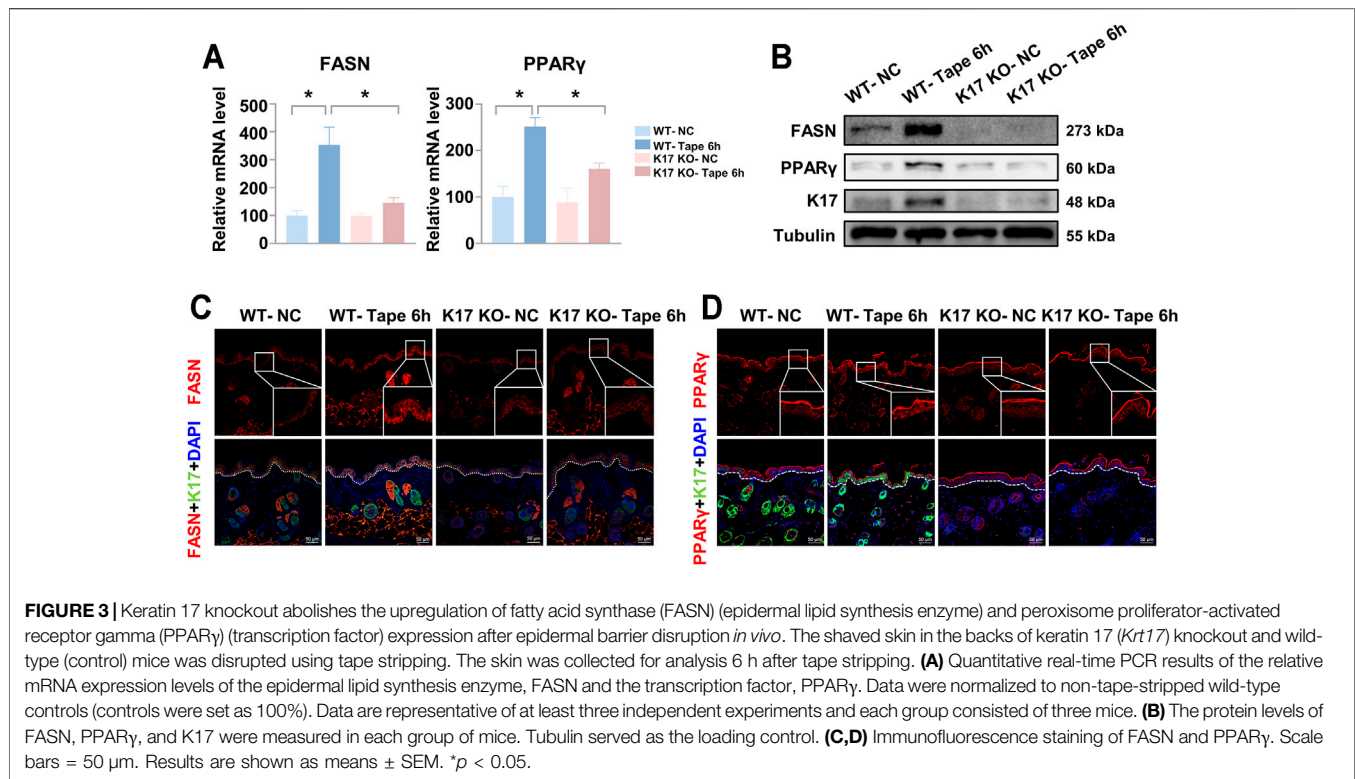 A
FASN
PPARγ
Relative mRNA level
500
400
300
200
100
0
*
*
Relative mRNA level
300
200
100
0
*
*
WT- NC
WT- Tape 6h
K17 KO- NC
K17 KO- Tape 6h
B
WT- NC
WT- Tape 6h
K17 KO- NC
K17 KO- Tape 6h
FASN
273 kDa
PPARγ
60 kDa
K17
48 kDa
Tubulin
55 kDa
C
WT- NC
WT- Tape 6h
K17 KO- NC
K17 KO- Tape 6h
FASN
FASN+K17+DAPI
50 μm
50 μm
50 μm
50 μm
D
WT- NC
WT- Tape 6h
K17 KO- NC
K17 KO- Tape 6h
PPARγ
PPARγ+K17+DAPI
50 μm
50 μm
50 μm
50 μm
FIGURE 3 | Keratin 17 knockout abolishes the upregulation of fatty acid synthase (FASN) (epidermal lipid synthesis enzyme) and peroxisome proliferator-activated
receptor gamma (PPARγ) (transcription factor) expression after epidermal barrier disruption in vivo. The shaved skin in the backs of keratin 17 (Krt17) knockout and wild-
type (control) mice was disrupted using tape stripping. The skin was collected for analysis 6 h after tape stripping. (A) Quantitative real-time PCR results of the relative
mRNA expression levels of the epidermal lipid synthesis enzyme, FASN and the transcription factor, PPARγ. Data were normalized to non-tape-stripped wild-type
controls (controls were set as 100%). Data are representative of at least three independent experiments and each group consisted of three mice. (B) The protein levels of
FASN, PPARγ, and K17 were measured in each group of mice. Tubulin served as the loading control. (C,D) Immunofluorescence staining of FASN and PPARγ. Scale
bars = 50 μm. Results are shown as means ± SEM. *p < 0.05.